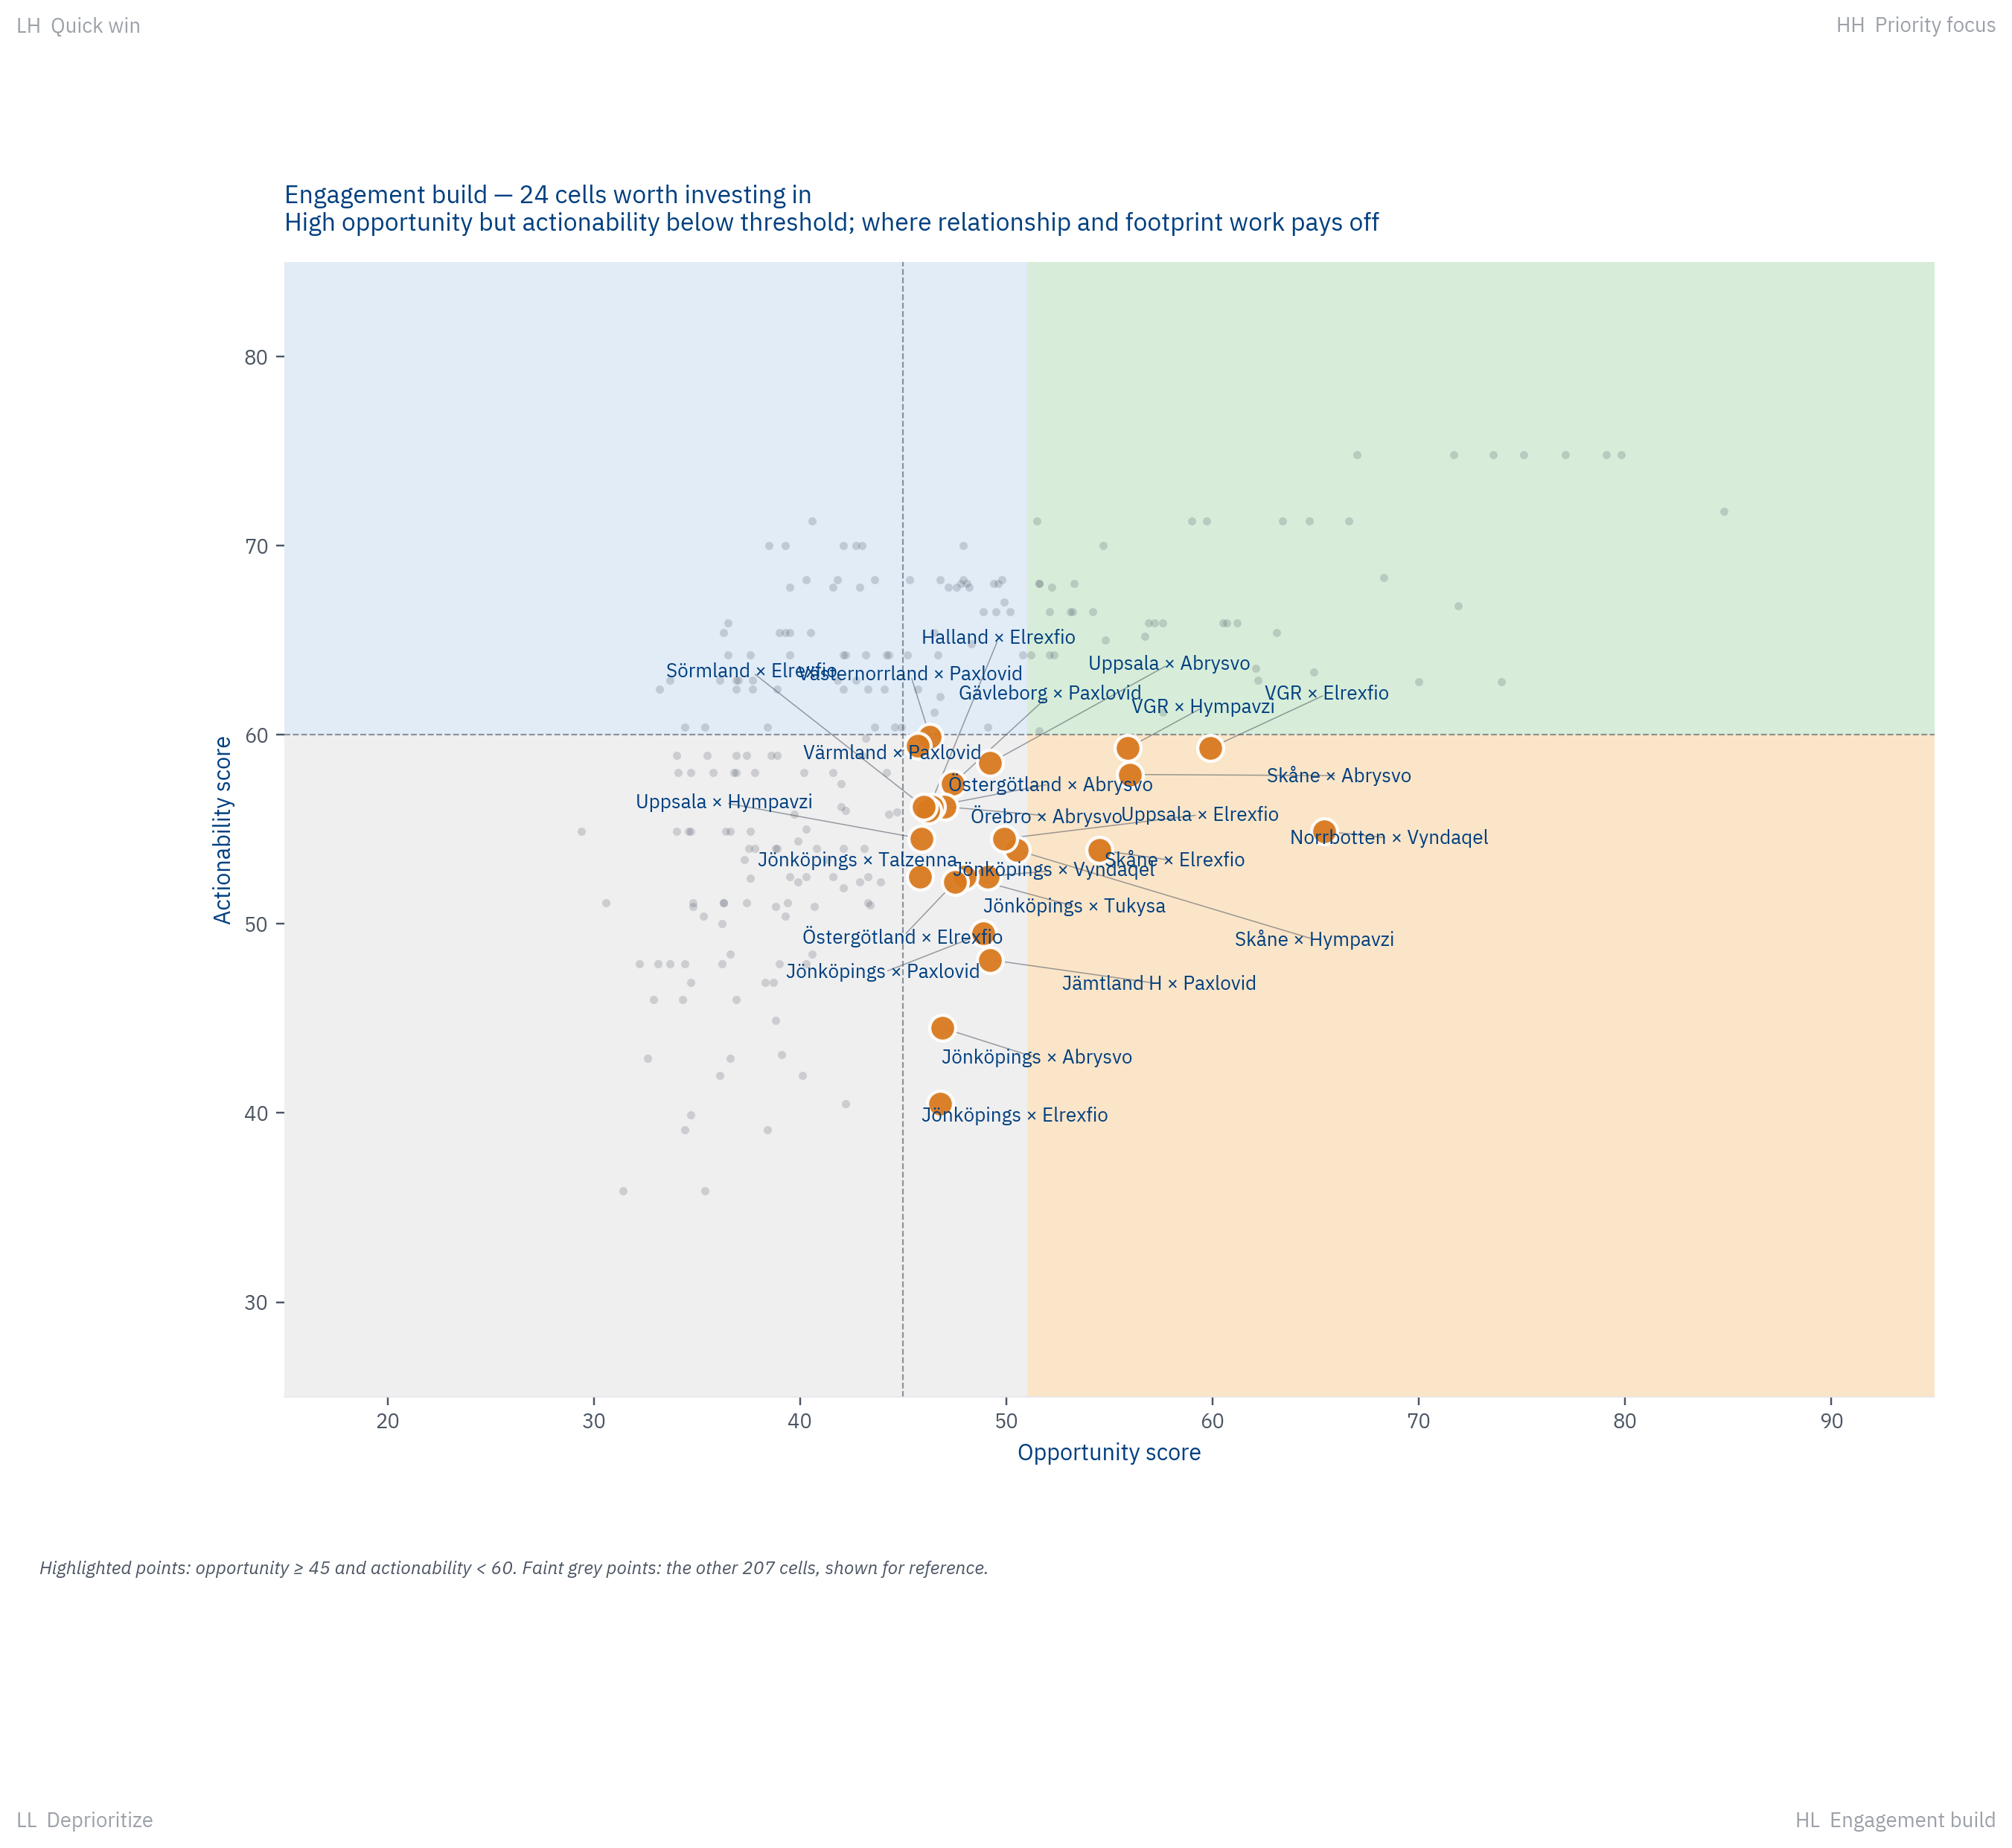 LH  Quick win
HH  Priority focus
Engagement build — 24 cells worth investing in
High opportunity but actionability below threshold; where relationship and footprint work pays off
Actionability score
80
70
60
50
40
30
Halland × Elrexfio
Sörmland × Elrexfio
Västernorrland × Paxlovid
Uppsala × Abrysvo
Gävleborg × Paxlovid
VGR × Elrexfio
VGR × Hympavzi
Värmland × Paxlovid
Skåne × Abrysvo
Östergötland × Abrysvo
Uppsala × Hympavzi
Örebro × Abrysvo
Uppsala × Elrexfio
Norrbotten × Vyndaqel
Jönköpings × Talzenna
Skåne × Elrexfio
Jönköpings × Vyndaqel
Jönköpings × Tukysa
Östergötland × Elrexfio
Skåne × Hympavzi
Jönköpings × Paxlovid
Jämtland H × Paxlovid
Jönköpings × Abrysvo
Jönköpings × Elrexfio
20
30
40
50
60
70
80
90
Opportunity score
Highlighted points: opportunity ≥ 45 and actionability < 60. Faint grey points: the other 207 cells, shown for reference.
LL  Deprioritize
HL  Engagement build